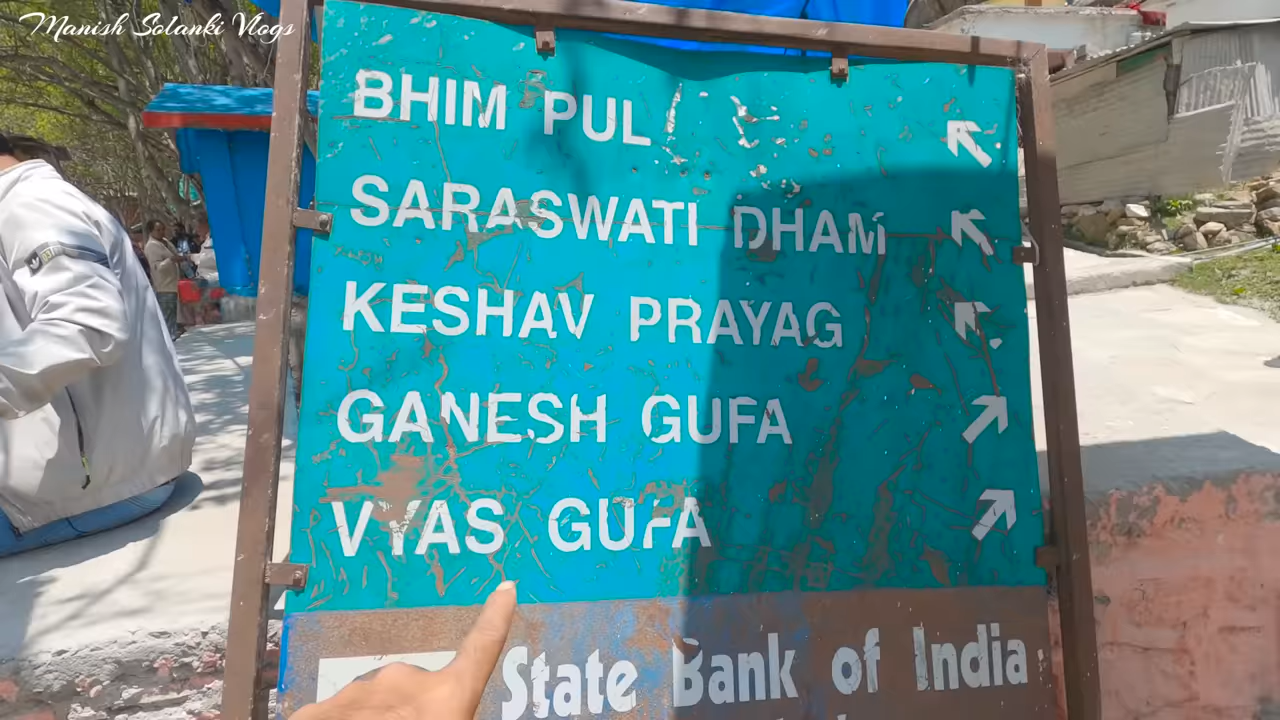 Manish Solanki Vlogs
BHIM PUL
SARASWATI DHAM
KESHAV PRAYAG
GANESH GUFA
VYAS GUFA
State Bank of India